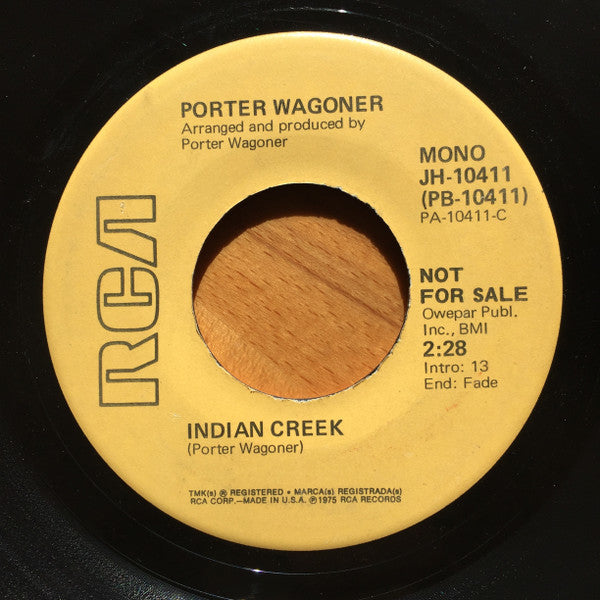 PORTER WAGONER
Arranged and produced by
Porter Wagoner
MONO
JH-10411
(PB-10411)
PA-10411-C
RCA
NOT
FOR SALE
Owepar Publ.
Inc., BMI
2:28
Intro: 13
End: Fade
INDIAN CREEK
(Porter Wagoner)
TMK(s) ® REGISTERED • MARCA(s) REGISTRADA(s)
RCA CORP.—MADE IN U.S.A. ℗1975 RCA RECORDS